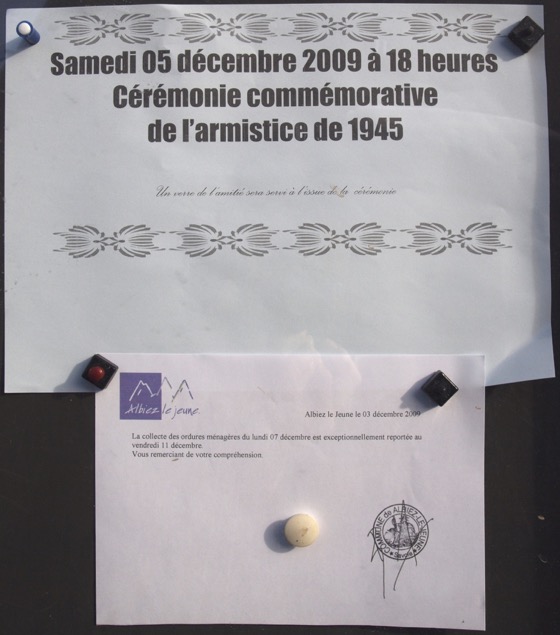 Samedi 05 décembre 2009 à 18 heures
Cérémonie commémorative
de l'armistice de 1945
Un verre de l'amitié sera servi à l'issue de la cérémonie
Albiez le jeune
Albiez le Jeune le 03 décembre 2009
La collecte des ordures ménagères du lundi 07 décembre est exceptionnellement reportée au
vendredi 11 décembre.
Vous remerciant de votre compréhension
COMMUNE de ALBIEZ-LE-JEUNE
Savoie